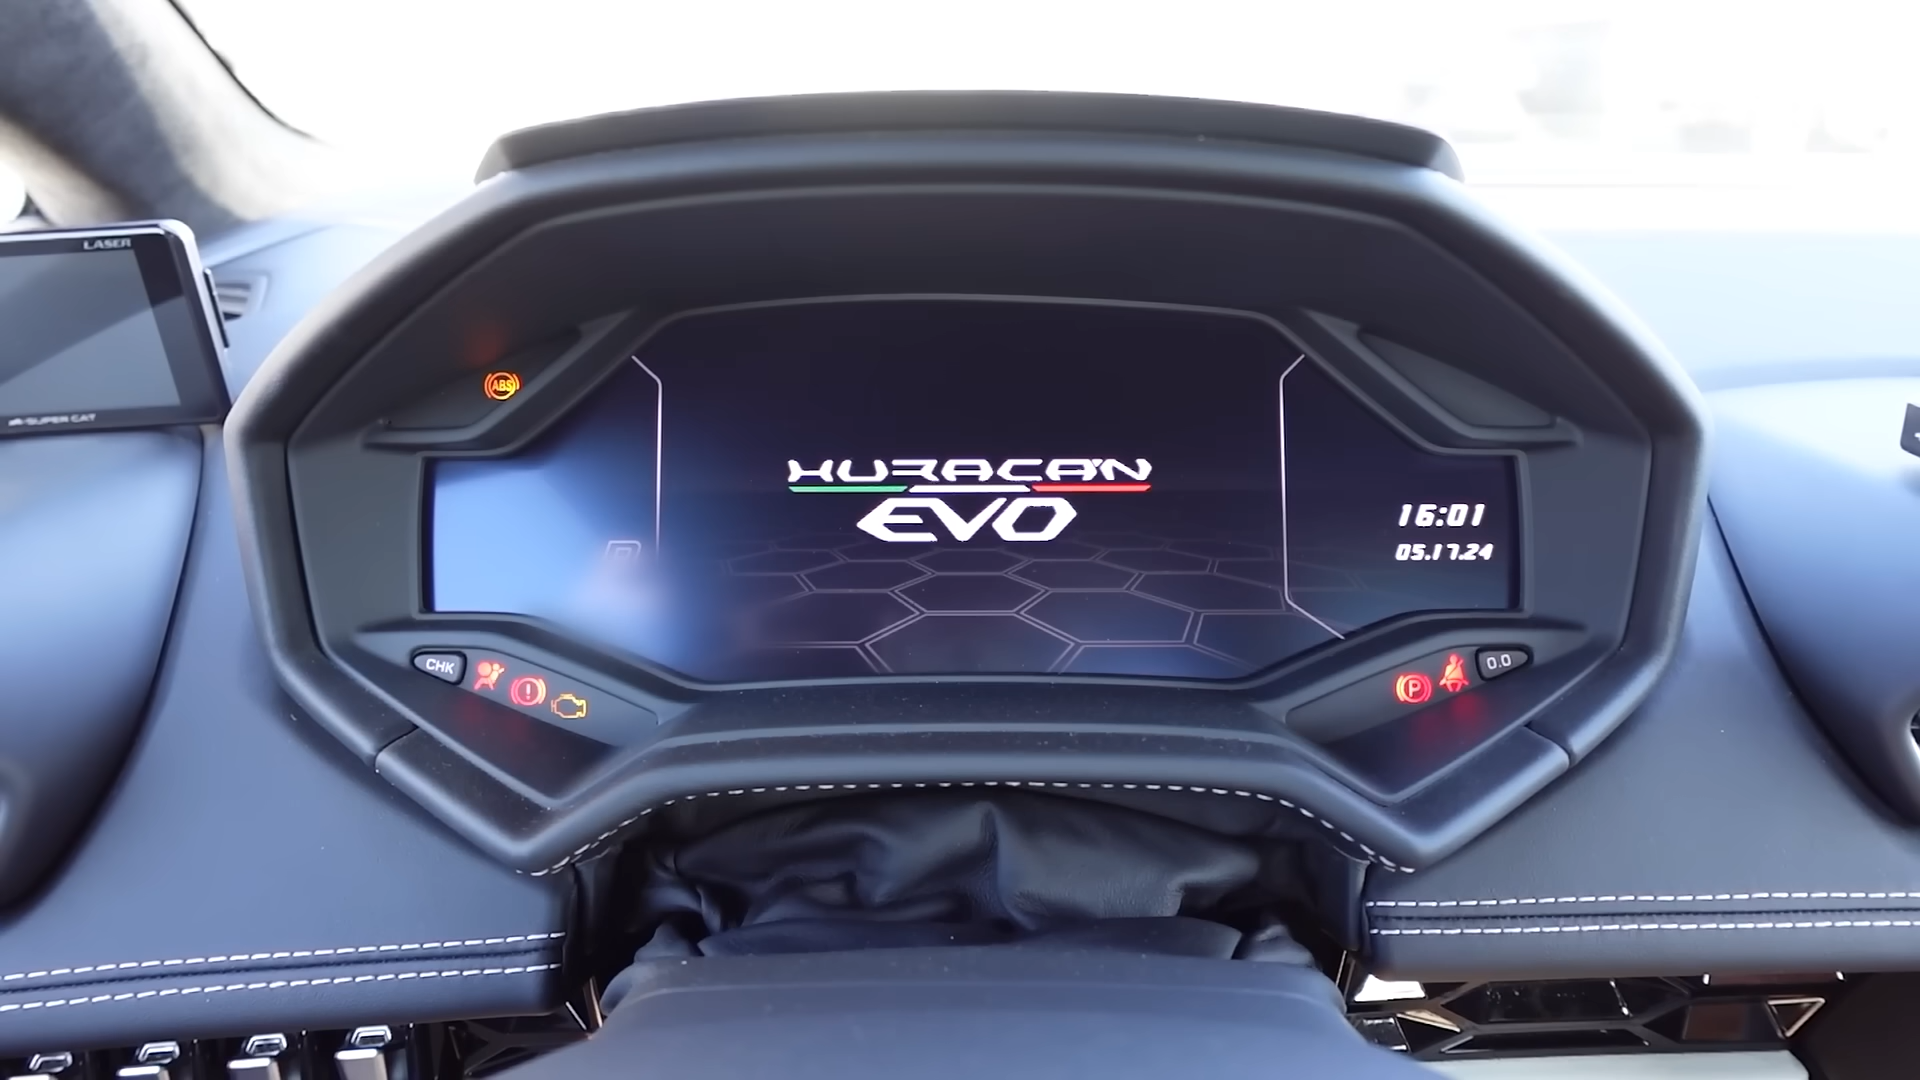 LASER
SUPER CAT
ABS
HURACÁN
EVO
16:01
05.17.24
CHK
!
P
0.0